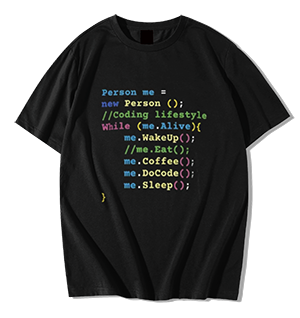 Person me =
new Person ();
//Coding lifestyle
While (me.Alive){
me.WakeUp();
//me.Eat();
me.Coffee();
me.DoCode();
me.Sleep();
}